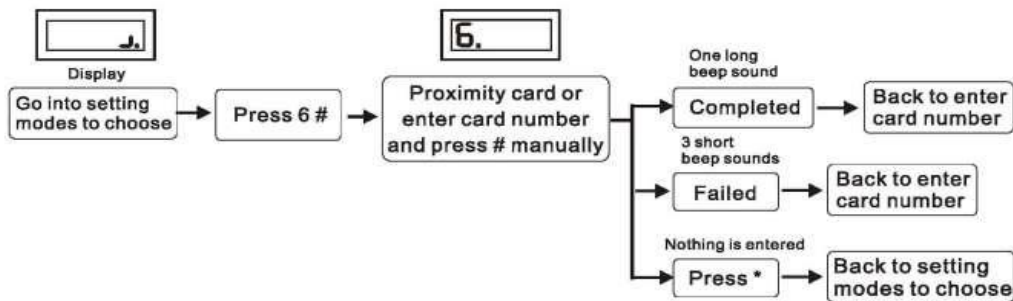 ᒧ.
6.
Display
Go into setting
modes to choose
Press 6 #
Proximity card or
enter card number
and press # manually
One long
beep sound
Completed
Back to enter
card number
3 short
beep sounds
Failed
Back to enter
card number
Nothing is entered
Press *
Back to setting
modes to choose